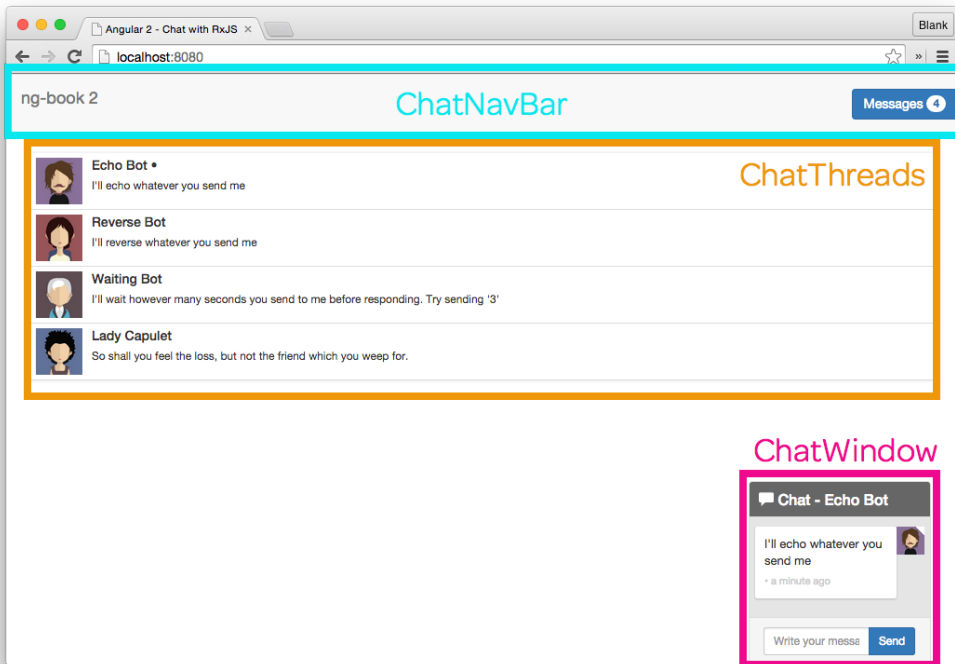 Angular 2 - Chat with RxJS ×
Blank
localhost:8080
»
ng-book 2
ChatNavBar
Messages 4
ChatThreads
Echo Bot •
I'll echo whatever you send me
Reverse Bot
I'll reverse whatever you send me
Waiting Bot
I'll wait however many seconds you send to me before responding. Try sending '3'
Lady Capulet
So shall you feel the loss, but not the friend which you weep for.
ChatWindow
Chat - Echo Bot
I'll echo whatever you
send me
• a minute ago
Write your messa
Send